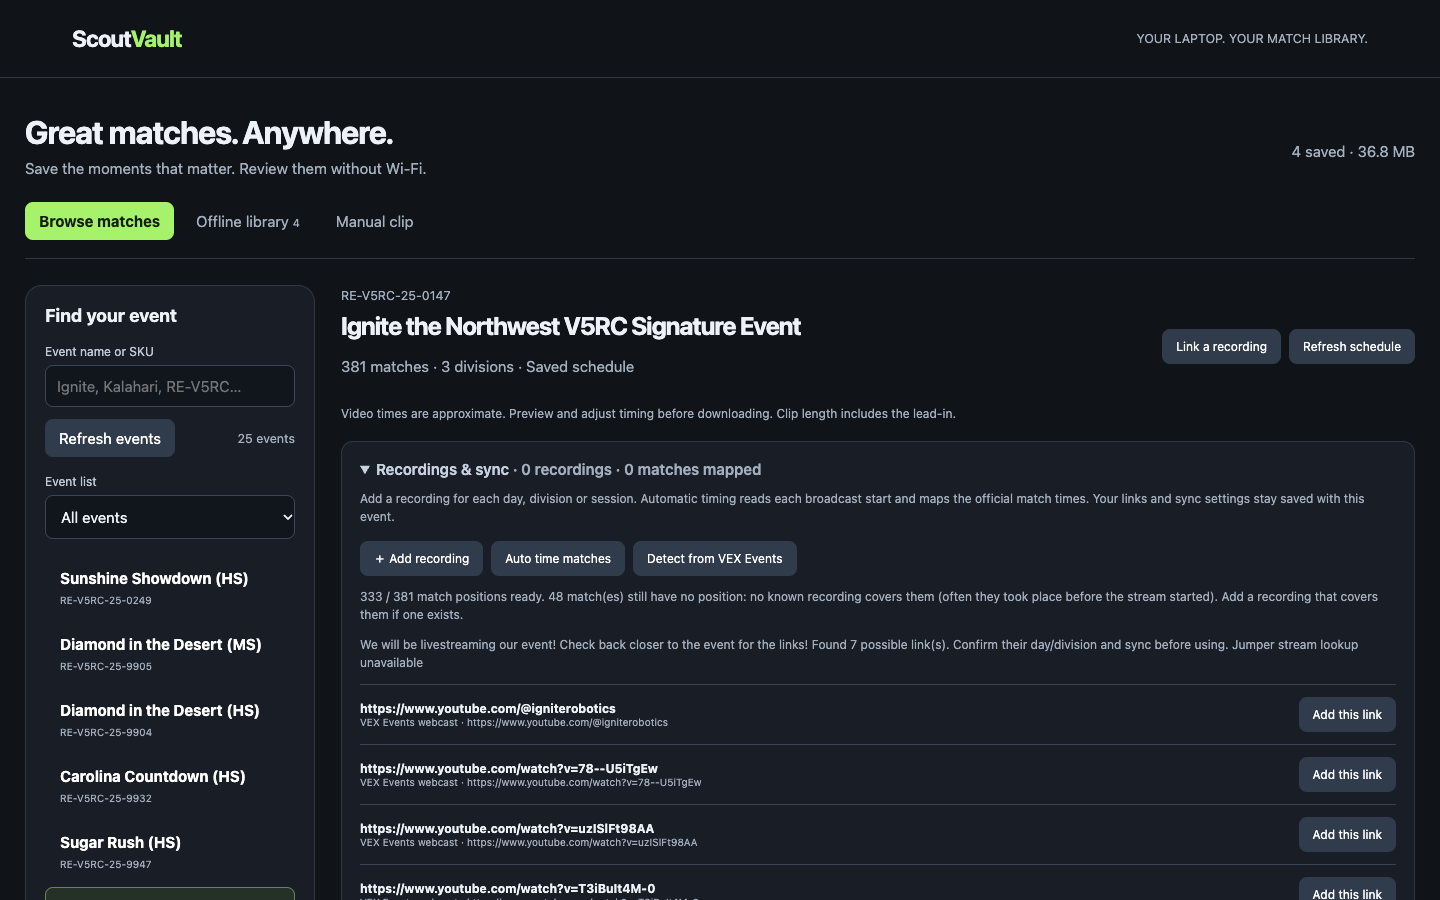 ScoutVault
YOUR LAPTOP. YOUR MATCH LIBRARY.
Great matches. Anywhere.
Save the moments that matter. Review them without Wi-Fi.
4 saved · 36.8 MB
Browse matches
Offline library 4
Manual clip
Find your event
Event name or SKU
Ignite, Kalahari, RE-V5RC...
Refresh events
25 events
Event list
All events
Sunshine Showdown (HS)
RE-V5RC-25-0249
Diamond in the Desert (MS)
RE-V5RC-25-9905
Diamond in the Desert (HS)
RE-V5RC-25-9904
Carolina Countdown (HS)
RE-V5RC-25-9932
Sugar Rush (HS)
RE-V5RC-25-9947
RE-V5RC-25-0147
Ignite the Northwest V5RC Signature Event
381 matches · 3 divisions · Saved schedule
Link a recording
Refresh schedule
Video times are approximate. Preview and adjust timing before downloading. Clip length includes the lead-in.
▼ Recordings & sync · 0 recordings · 0 matches mapped
Add a recording for each day, division or session. Automatic timing reads each broadcast start and maps the official match times. Your links and sync settings stay saved with this
event.
+ Add recording
Auto time matches
Detect from VEX Events
333 / 381 match positions ready. 48 match(es) still have no position: no known recording covers them (often they took place before the stream started). Add a recording that covers
them if one exists.
We will be livestreaming our event! Check back closer to the event for the links! Found 7 possible link(s). Confirm their day/division and sync before using. Jumper stream lookup
unavailable
https://www.youtube.com/@igniterobotics
VEX Events webcast · https://www.youtube.com/@igniterobotics
Add this link
https://www.youtube.com/watch?v=78--U5iTgEw
VEX Events webcast · https://www.youtube.com/watch?v=78--U5iTgEw
Add this link
https://www.youtube.com/watch?v=uzISlFt98AA
VEX Events webcast · https://www.youtube.com/watch?v=uzISlFt98AA
Add this link
https://www.youtube.com/watch?v=T3iBuIt4M-0
Add this link